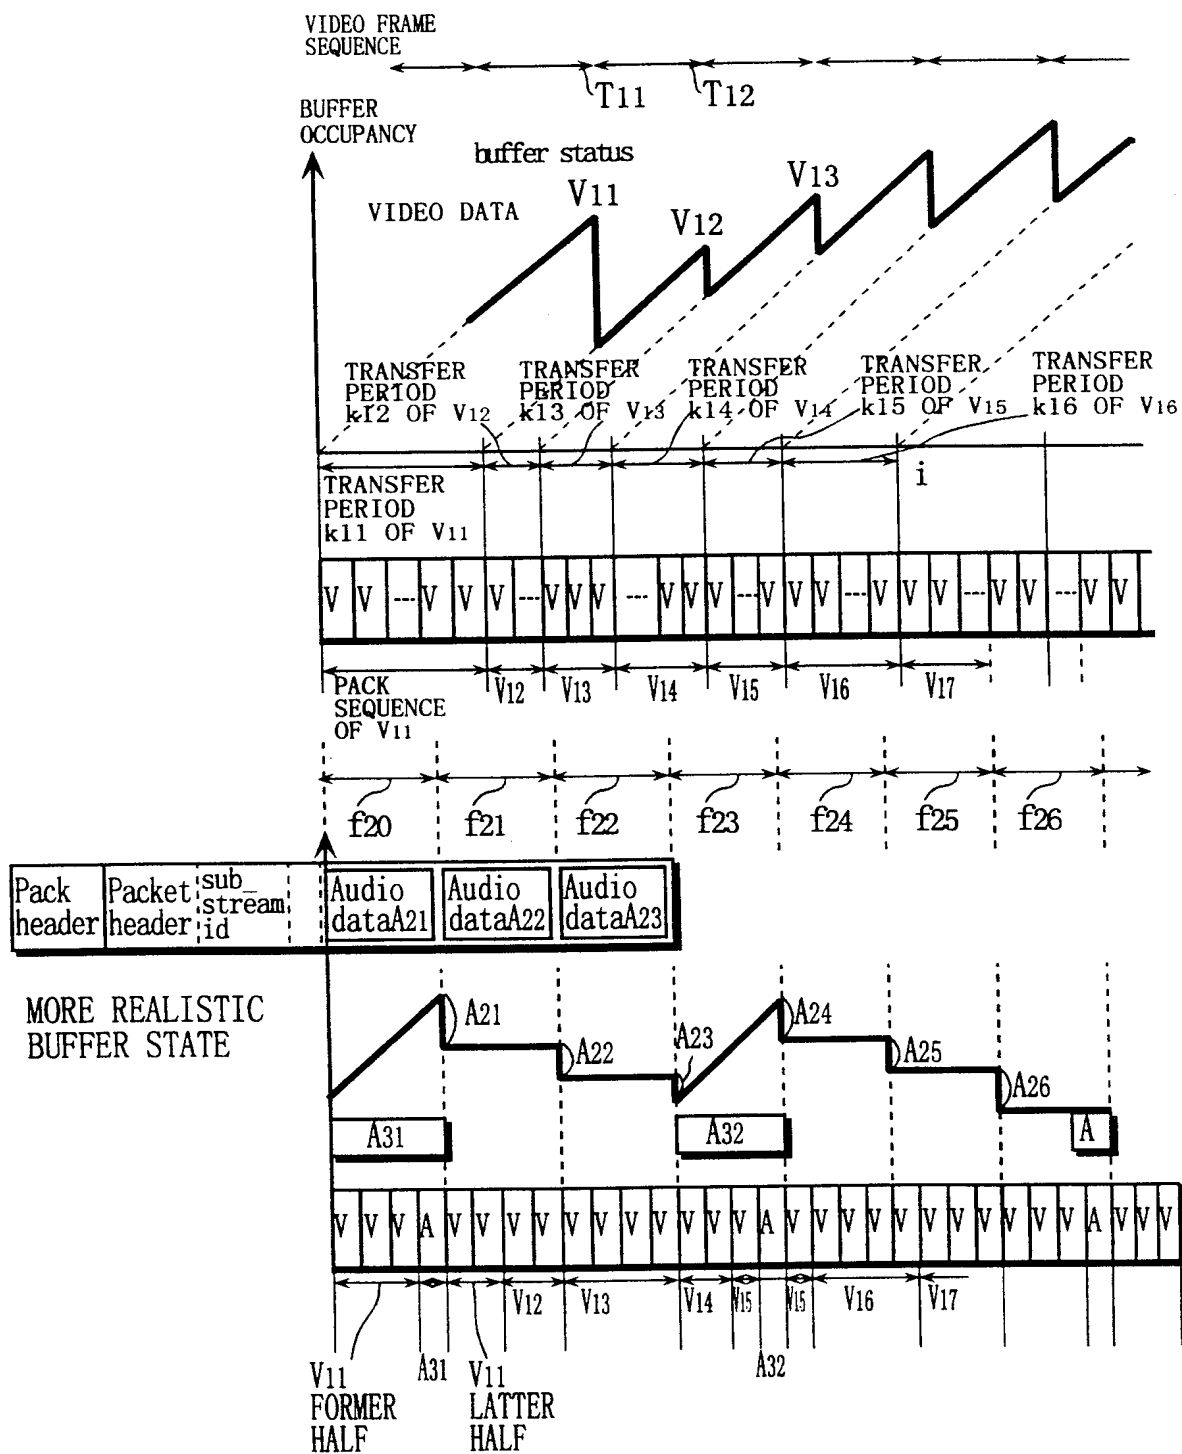 VIDEO FRAME
SEQUENCE
T11
T12
BUFFER
OCCUPANCY
buffer status
VIDEO DATA
V11
V12
V13
TRANSFER
PERIOD
k12 OF V12
TRANSFER
PERIOD
k13 OF V13
TRANSFER
PERIOD
k14 OF V14
TRANSFER
PERIOD
k15 OF V15
TRANSFER
PERIOD
k16 OF V16
i
TRANSFER
PERIOD
k11 OF V11
V V --- V V V --- V V V --- V V V --- V V V --- V V V --- V V --- V V
PACK
SEQUENCE
OF V11
V12 V13 V14 V15 V16 V17
f20 f21 f22 f23 f24 f25 f26
Pack
header
Packet
header
sub_
stream
id
Audio
dataA21
Audio
dataA22
Audio
dataA23
MORE REALISTIC
BUFFER STATE
A21
A22
A23
A24
A25
A26
A31
A32
A
V V V A V V V V V V V V V V V A V V V V V V V V V V A V V V
V12 V13 V14 V15 V15 V16 V17
A31
A32
V11
FORMER
HALF
V11
LATTER
HALF